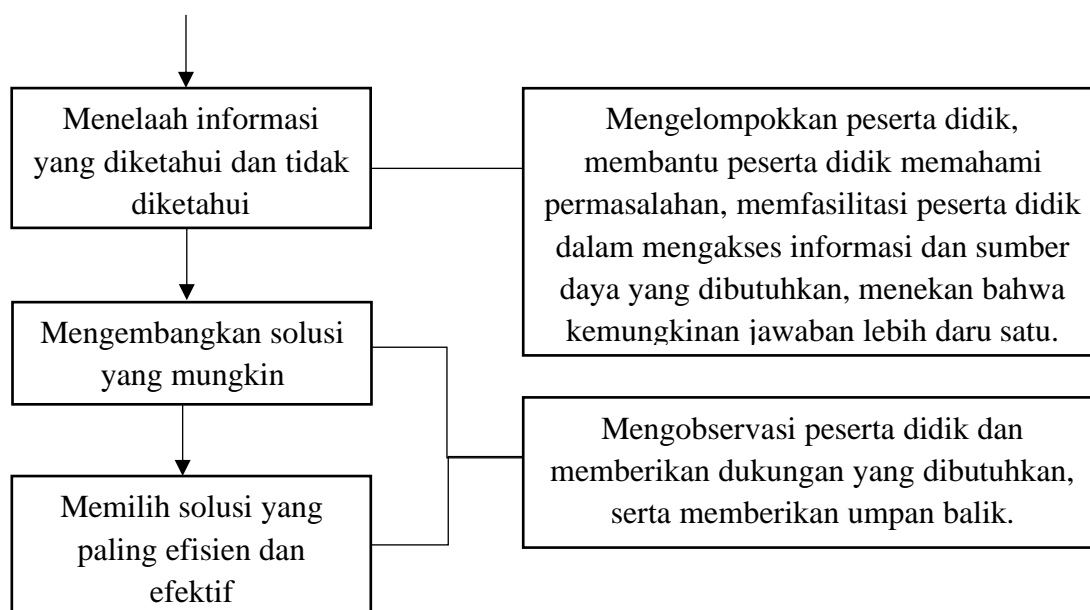 Menelaah informasi
yang diketahui dan tidak
diketahui
Mengelompokkan peserta didik,
membantu peserta didik memahami
permasalahan, memfasilitasi peserta didik
dalam mengakses informasi dan sumber
daya yang dibutuhkan, menekan bahwa
kemungkinan jawaban lebih daru satu.
Mengembangkan solusi
yang mungkin
Mengobservasi peserta didik dan
memberikan dukungan yang dibutuhkan,
serta memberikan umpan balik.
Memilih solusi yang
paling efisien dan
efektif